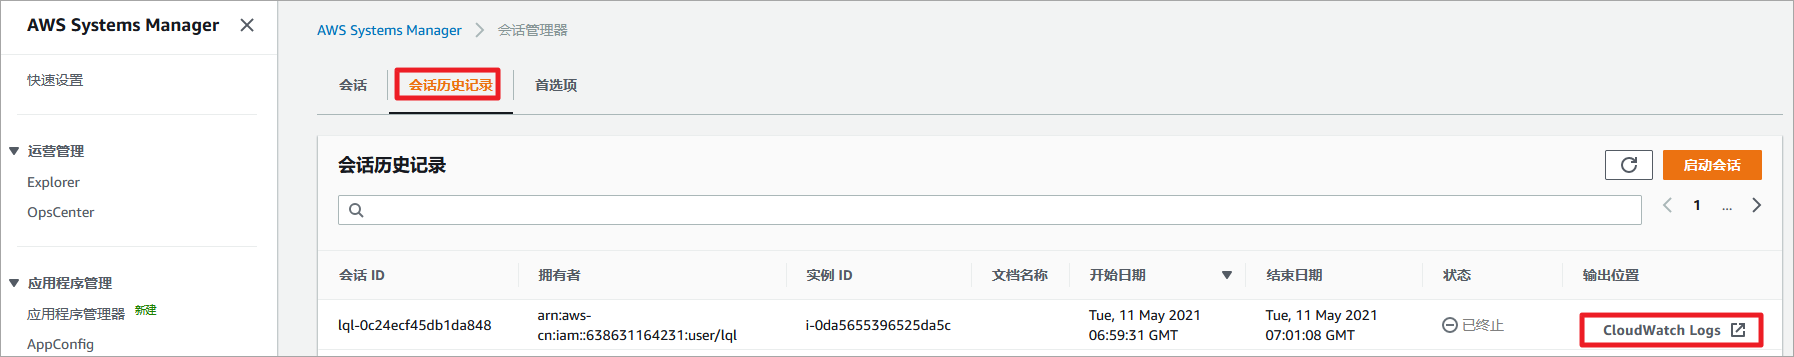 AWS Systems Manager
快速设置
运营管理
Explorer
OpsCenter
应用程序管理
应用程序管理器 新建
AppConfig
AWS Systems Manager
会话管理器
会话
会话历史记录
首选项
会话历史记录
启动会话
1
...
会话 ID
拥有者
实例 ID
文档名称
开始日期
结束日期
状态
输出位置
lql-0c24ecf45db1da848
arn:aws-
cn:iam::638631164231:user/lql
i-0da5655396525da5c
Tue, 11 May 2021
06:59:31 GMT
Tue, 11 May 2021
07:01:08 GMT
已终止
CloudWatch Logs